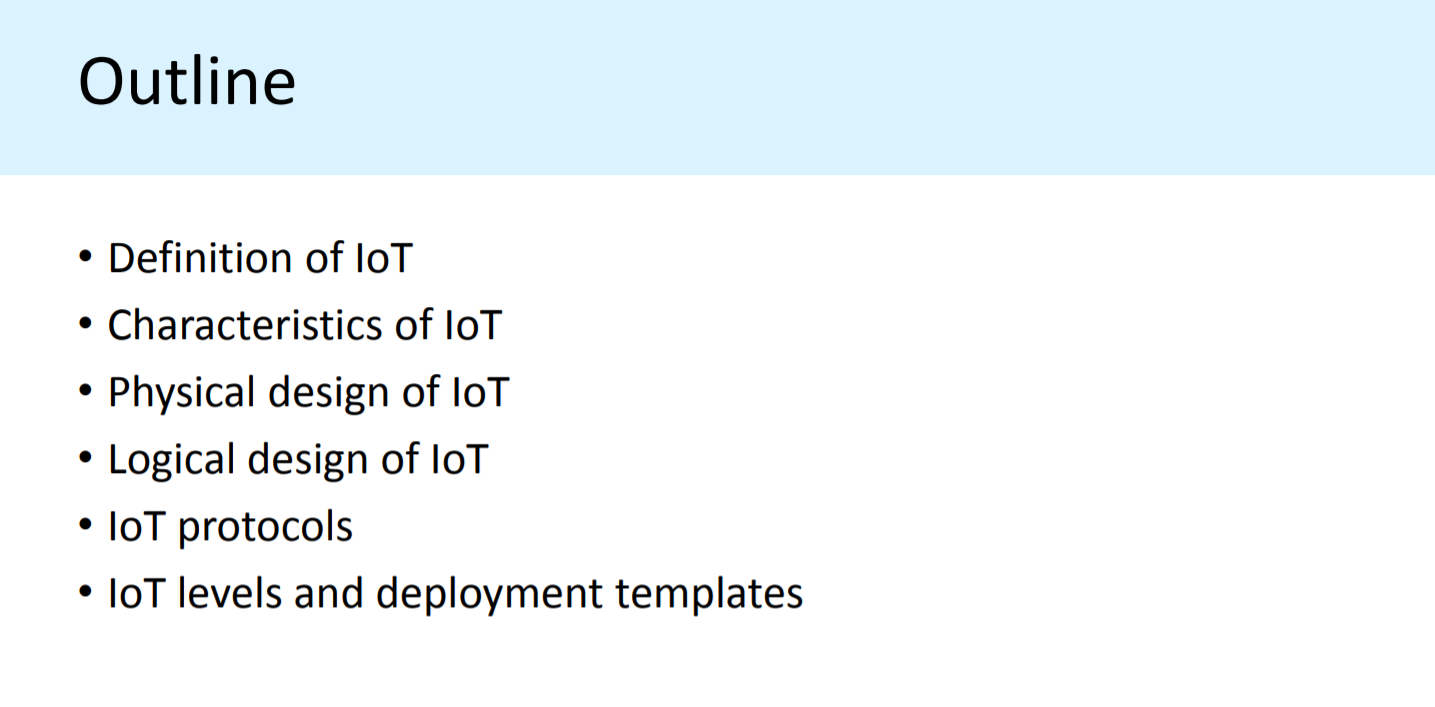 Outline
• Definition of IoT
• Characteristics of IoT
• Physical design of IoT
• Logical design of IoT
• IoT protocols
• IoT levels and deployment templates